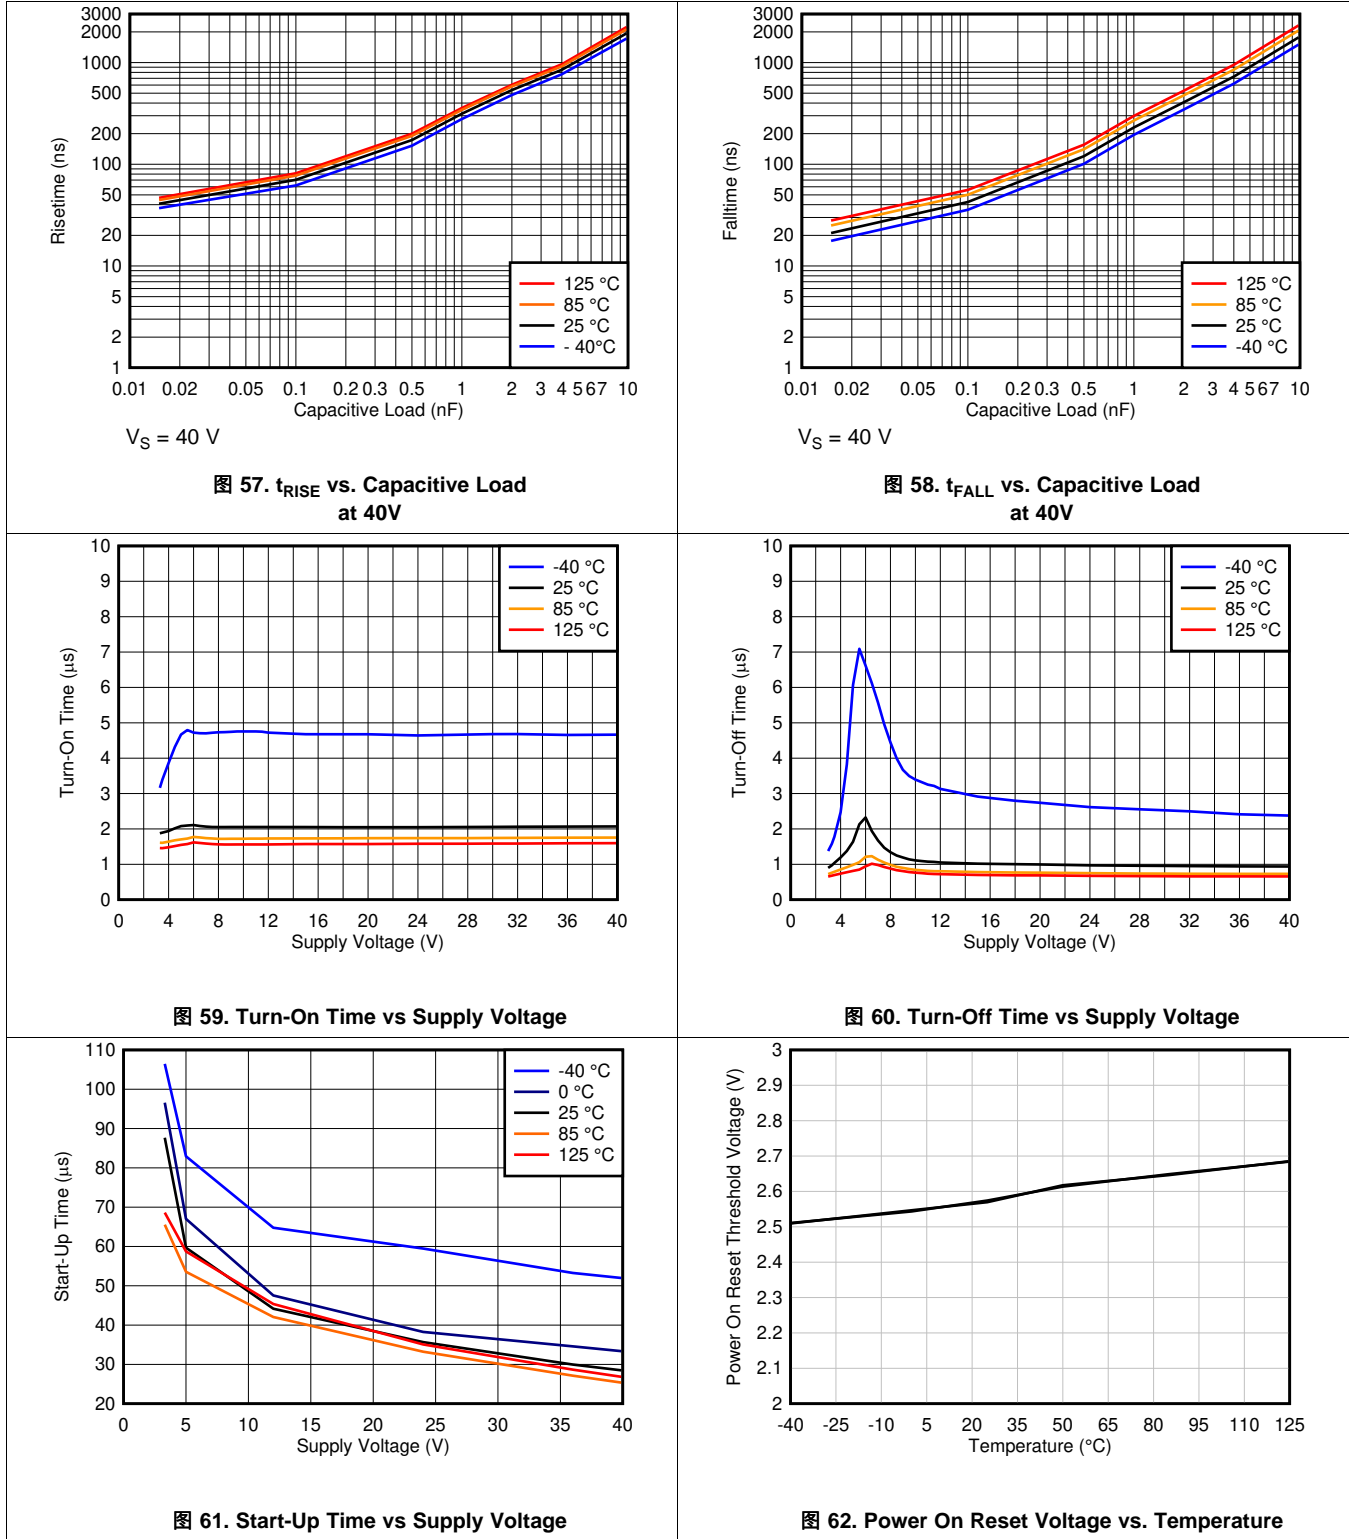 3000
2000
1000
500
200
100
50
20
10
5
2
1
Risetime (ns)
125 °C
85 °C
25 °C
- 40°C
0.01 0.02 0.05 0.1 0.2 0.3 0.5 1 2 3 4 5 6 7 10
Capacitive Load (nF)
VS = 40 V
图 57. tRISE vs. Capacitive Load
at 40V
3000
2000
1000
500
200
100
50
20
10
5
2
1
Falltime (ns)
125 °C
85 °C
25 °C
-40 °C
0.01 0.02 0.05 0.1 0.2 0.3 0.5 1 2 3 4 5 6 7 10
Capacitive Load (nF)
VS = 40 V
图 58. tFALL vs. Capacitive Load
at 40V
10
9
8
7
6
5
4
3
2
1
0
Turn-On Time (µs)
-40 °C
25 °C
85 °C
125 °C
0 4 8 12 16 20 24 28 32 36 40
Supply Voltage (V)
图 59. Turn-On Time vs Supply Voltage
10
9
8
7
6
5
4
3
2
1
0
Turn-Off Time (µs)
-40 °C
25 °C
85 °C
125 °C
0 4 8 12 16 20 24 28 32 36 40
Supply Voltage (V)
图 60. Turn-Off Time vs Supply Voltage
110
100
90
80
70
60
50
40
30
20
Start-Up Time (µs)
-40 °C
0 °C
25 °C
85 °C
125 °C
0 5 10 15 20 25 30 35 40
Supply Voltage (V)
图 61. Start-Up Time vs Supply Voltage
3
2.9
2.8
2.7
2.6
2.5
2.4
2.3
2.2
2.1
2
Power On Reset Threshold Voltage (V)
-40 -25 -10 5 20 35 50 65 80 95 110 125
Temperature (°C)
图 62. Power On Reset Voltage vs. Temperature